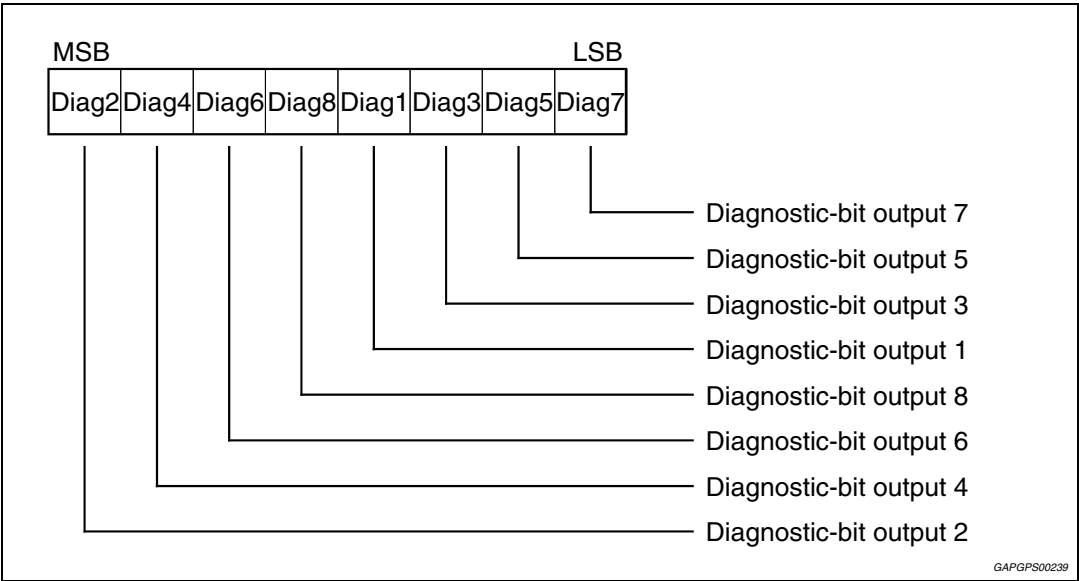 MSB LSB
Diag2 Diag4 Diag6 Diag8 Diag1 Diag3 Diag5 Diag7
Diagnostic-bit output 7
Diagnostic-bit output 5
Diagnostic-bit output 3
Diagnostic-bit output 1
Diagnostic-bit output 8
Diagnostic-bit output 6
Diagnostic-bit output 4
Diagnostic-bit output 2
GAPGPS00239